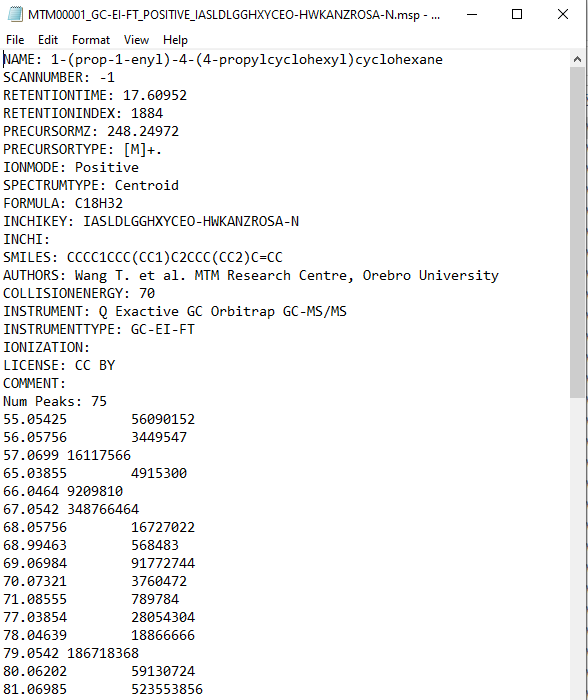 MTM00001_GC-EI-FT_POSITIVE_IASLDLGGHXYCEO-HWKANZROSA-N.msp - ...
File Edit Format View Help
NAME: 1-(prop-1-enyl)-4-(4-propylcyclohexyl)cyclohexane
SCANNUMBER: -1
RETENTIONTIME: 17.60952
RETENTIONINDEX: 1884
PRECURSORMZ: 248.24972
PRECURSORTYPE: [M]+.
IONMODE: Positive
SPECTRUMTYPE: Centroid
FORMULA: C18H32
INCHIKEY: IASLDLGGHXYCEO-HWKANZROSA-N
INCHI:
SMILES: CCCC1CCC(CC1)C2CCC(CC2)C=CC
AUTHORS: Wang T. et al. MTM Research Centre, Orebro University
COLLISIONENERGY: 70
INSTRUMENT: Q Exactive GC Orbitrap GC-MS/MS
INSTRUMENTTYPE: GC-EI-FT
IONIZATION:
LICENSE: CC BY
COMMENT:
Num Peaks: 75
55.05425 56090152
56.05756 3449547
57.0699 16117566
65.03855 4915300
66.0464 9209810
67.0542 348766464
68.05756 16727022
68.99463 568483
69.06984 91772744
70.07321 3760472
71.08555 789784
77.03854 28054304
78.04639 18866666
79.0542 186718368
80.06202 59130724
81.06985 523553856